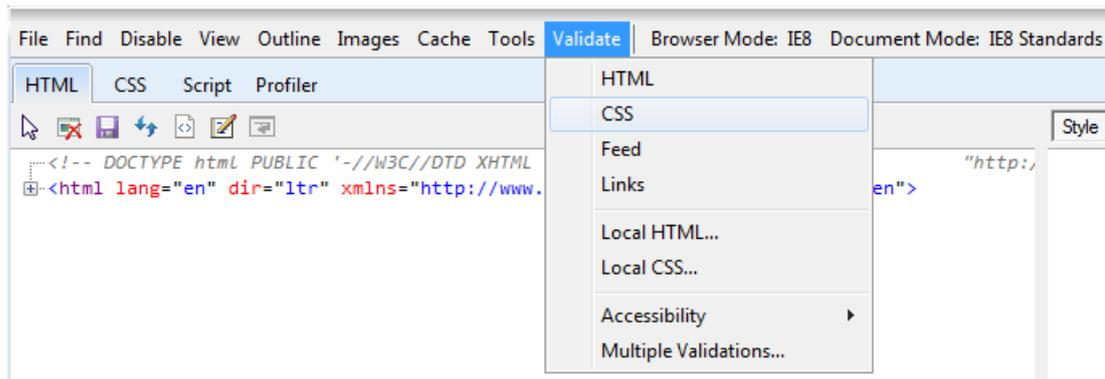 File Find Disable View Outline Images Cache Tools Validate Browser Mode: IE8 Document Mode: IE8 Standards
HTML CSS Script Profiler
HTML
CSS
Feed
Links
Local HTML...
Local CSS...
Accessibility
Multiple Validations...
Style
<!-- DOCTYPE html PUBLIC '-//W3C//DTD XHTML "http:/
<html lang="en" dir="ltr" xmlns="http://www. en">